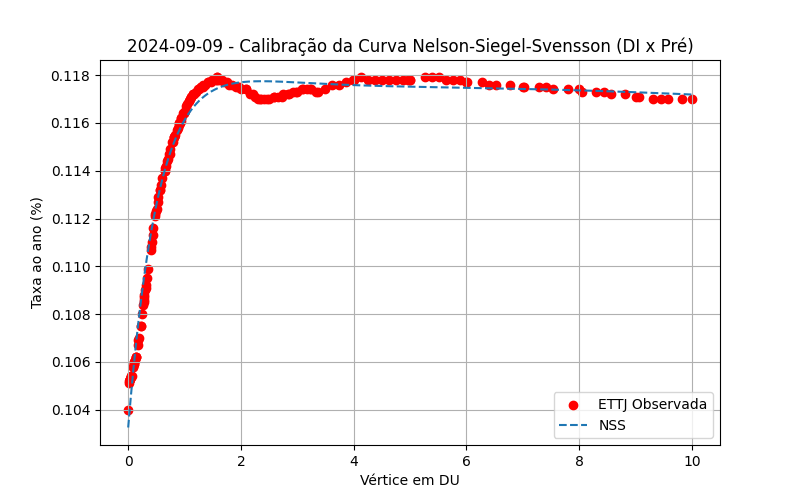 2024-09-09 - Calibração da Curva Nelson-Siegel-Svensson (DI x Pré)
Taxa ao ano (%)
0.118
0.116
0.114
0.112
0.110
0.108
0.106
0.104
ETTJ Observada
NSS
0 2 4 6 8 10
Vértice em DU